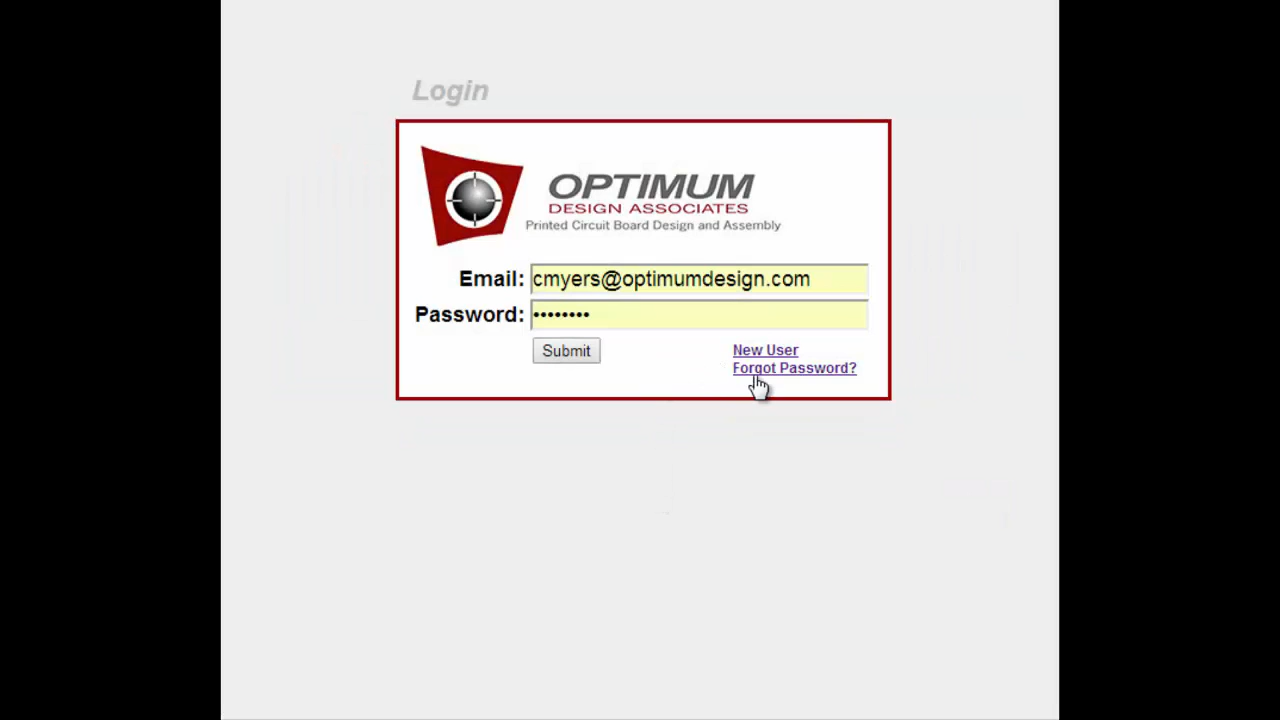 Login
OPTIMUM
DESIGN ASSOCIATES
Printed Circuit Board Design and Assembly
Email: cmyers@optimumdesign.com
Password: ••••••••
Submit
New User
Forgot Password?